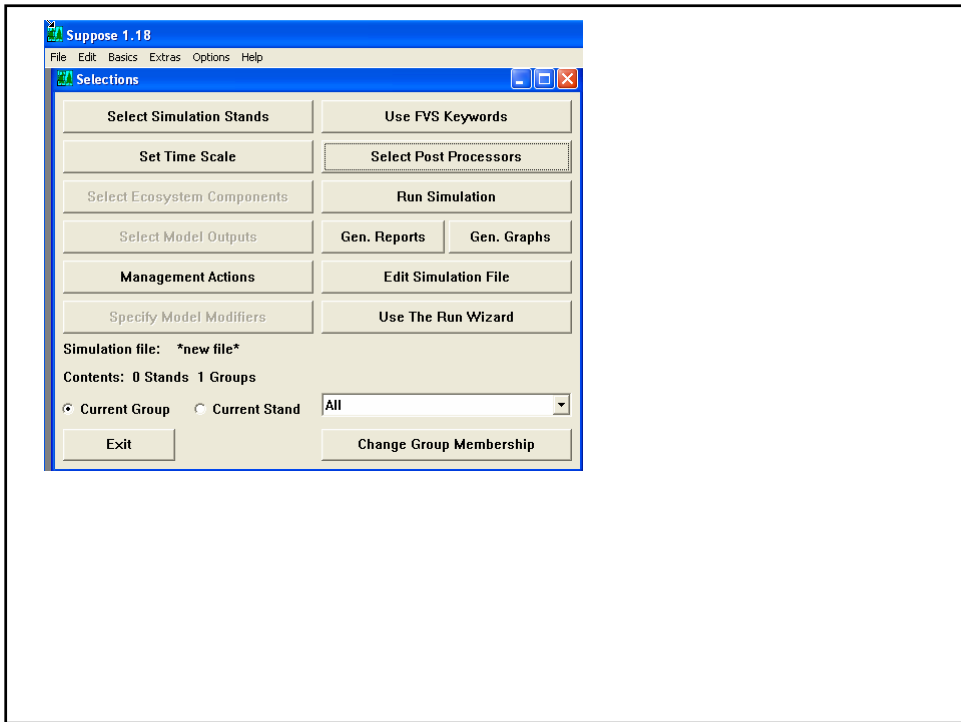 Suppose 1.18
File Edit Basics Extras Options Help
Selections
Select Simulation Stands
Use FVS Keywords
Set Time Scale
Select Post Processors
Select Ecosystem Components
Run Simulation
Select Model Outputs
Gen. Reports
Gen. Graphs
Management Actions
Edit Simulation File
Specify Model Modifiers
Use The Run Wizard
Simulation file: *new file*
Contents: 0 Stands 1 Groups
Current Group
Current Stand
All
Exit
Change Group Membership